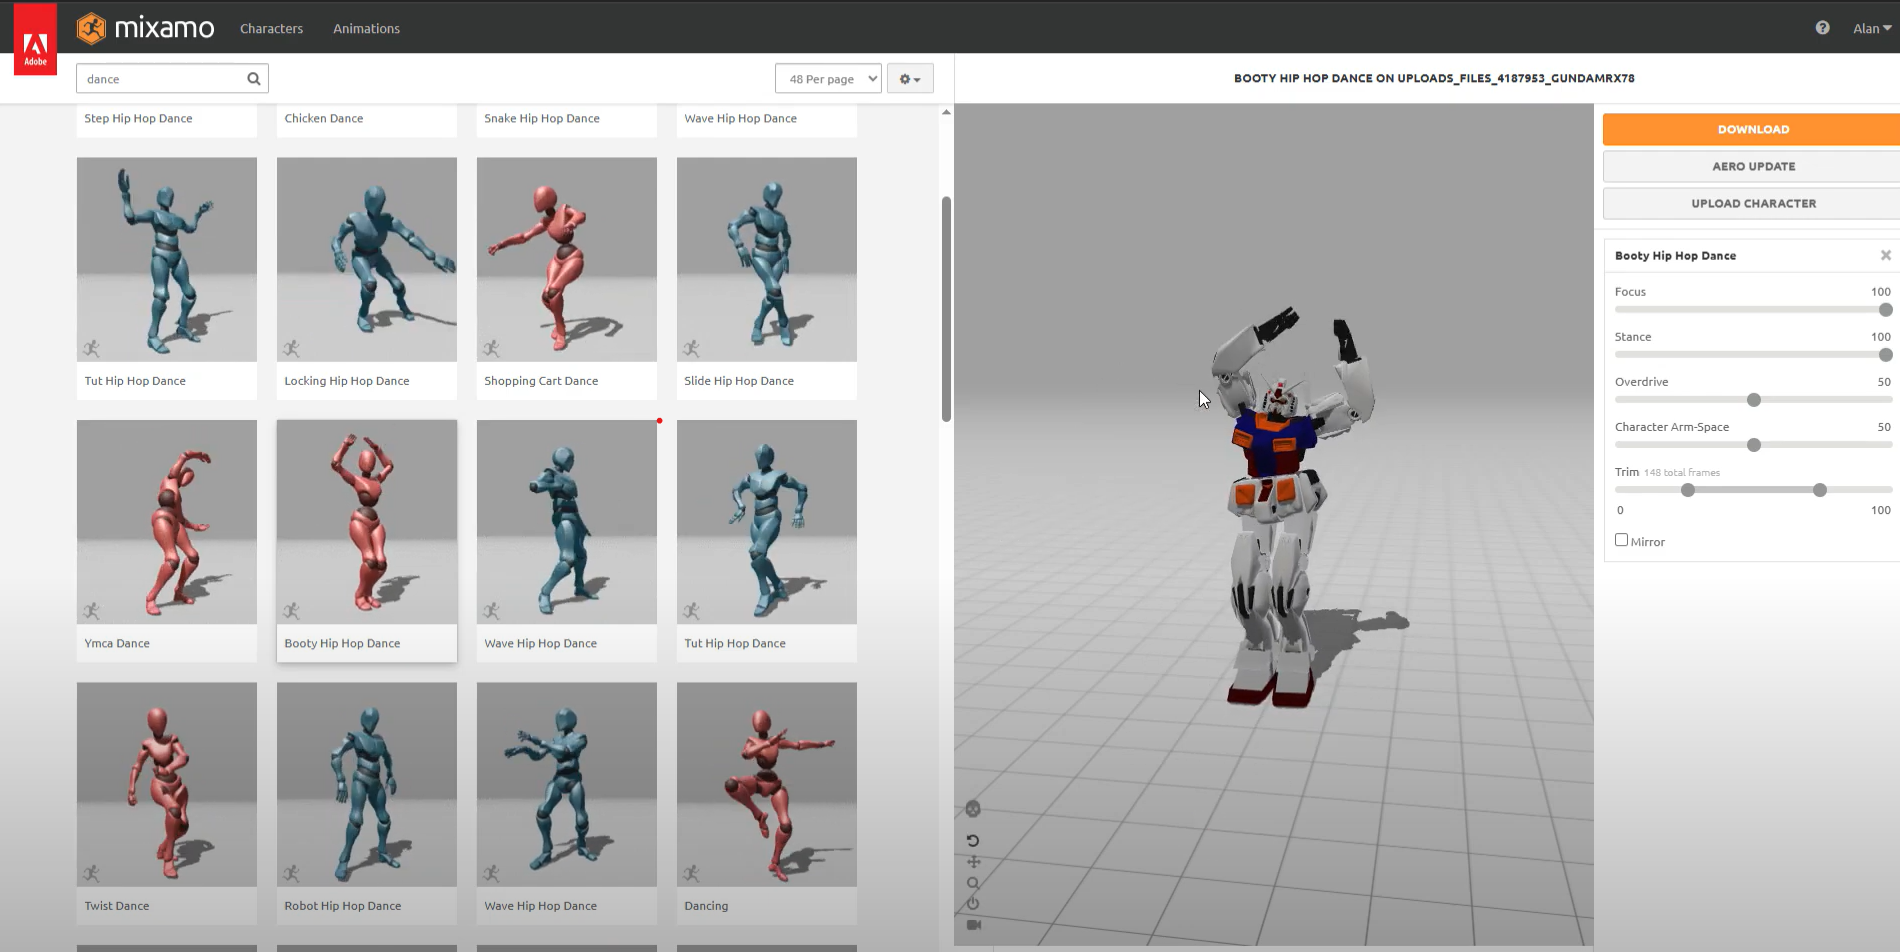 Adobe
mixamo
Characters
Animations
Alan
dance
48 Per page
BOOTY HIP HOP DANCE ON UPLOADS_FILES_4187953_GUNDAMRX78
Step Hip Hop Dance
Chicken Dance
Snake Hip Hop Dance
Wave Hip Hop Dance
Tut Hip Hop Dance
Locking Hip Hop Dance
Shopping Cart Dance
Slide Hip Hop Dance
Ymca Dance
Booty Hip Hop Dance
Wave Hip Hop Dance
Tut Hip Hop Dance
Twist Dance
Robot Hip Hop Dance
Wave Hip Hop Dance
Dancing
DOWNLOAD
AERO UPDATE
UPLOAD CHARACTER
Booty Hip Hop Dance
Focus 100
Stance 100
Overdrive 50
Character Arm-Space 50
Trim 148 total frames
0 100
Mirror